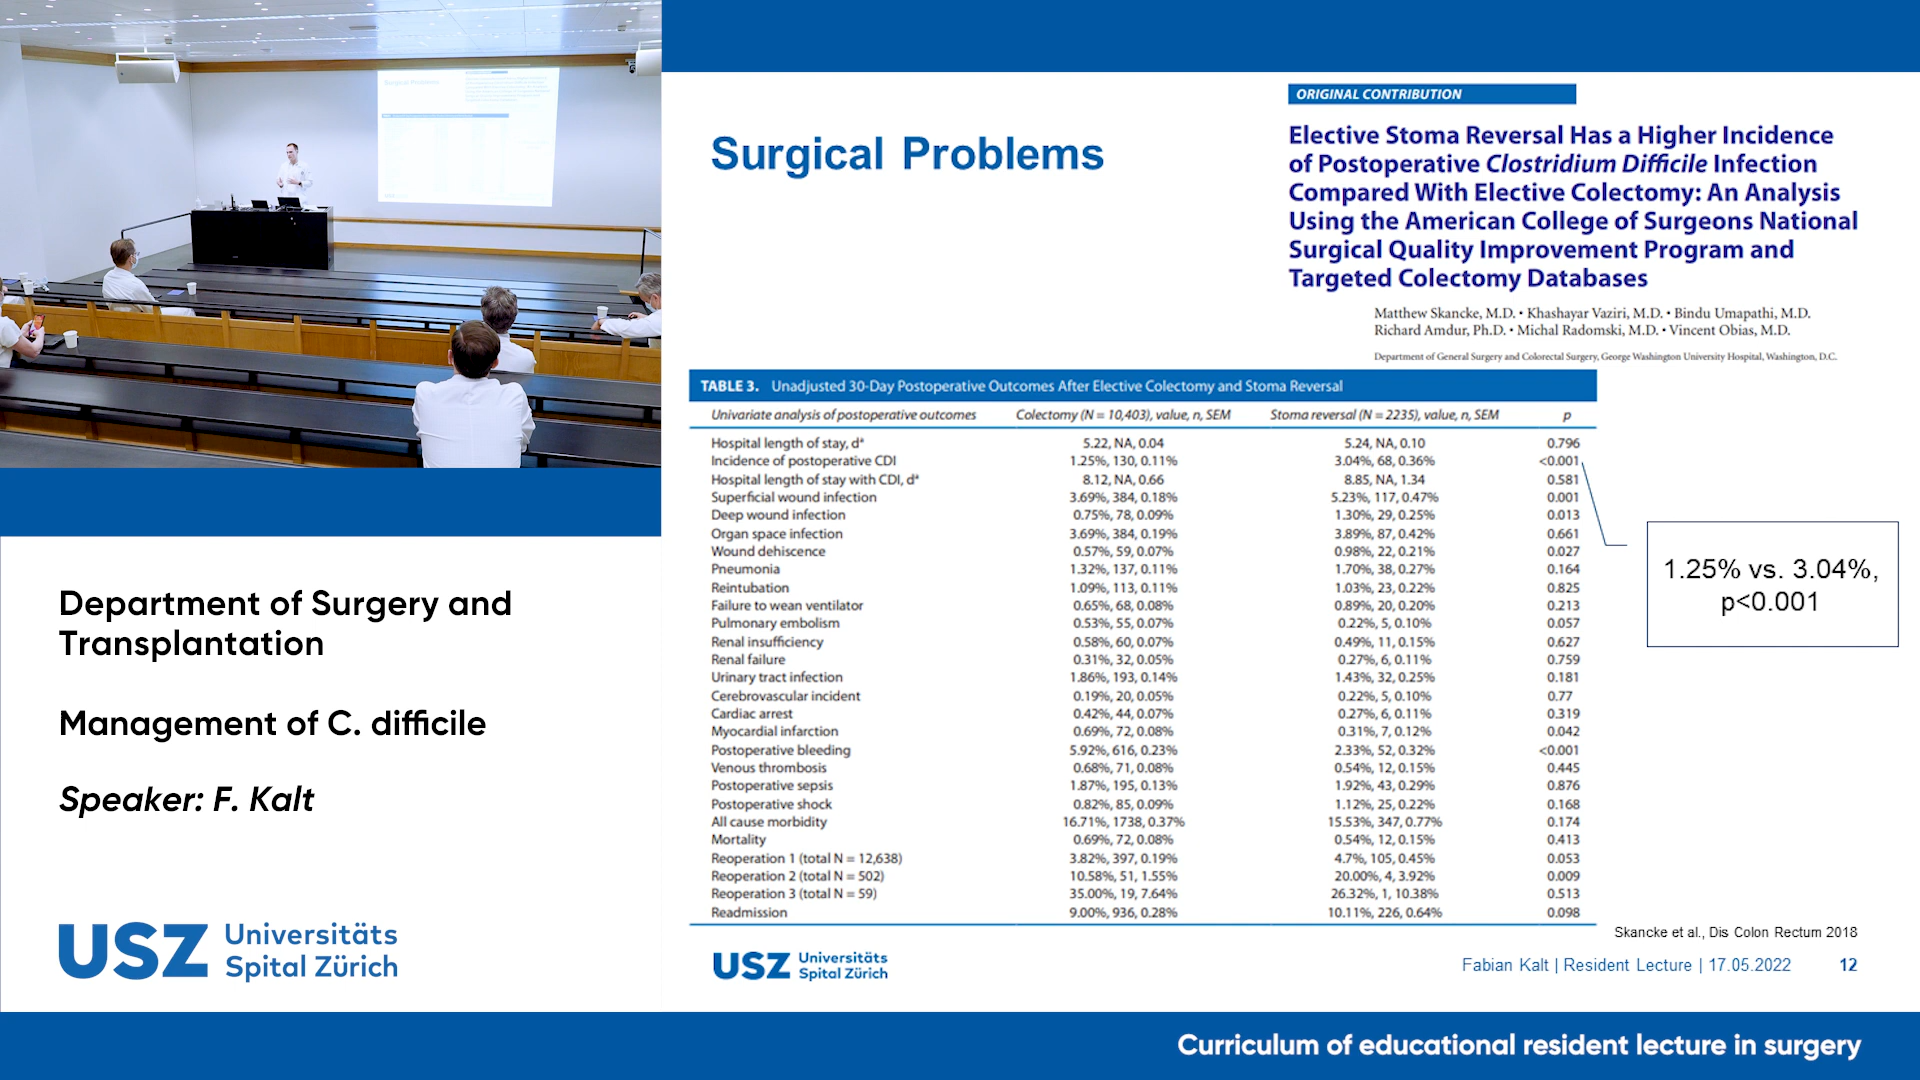 Surgical Problems
ORIGINAL CONTRIBUTION
Elective Stoma Reversal Has a Higher Incidence
of Postoperative Clostridium Difficile Infection
Compared With Elective Colectomy: An Analysis
Using the American College of Surgeons National
Surgical Quality Improvement Program and
Targeted Colectomy Databases
Matthew Skancke, M.D. • Khashayar Vaziri, M.D. • Bindu Umapathi, M.D.
Richard Amdur, Ph.D. • Michal Radomski, M.D. • Vincent Obias, M.D.
Department of General Surgery and Colorectal Surgery, George Washington University Hospital, Washington, D.C.
TABLE 3. Unadjusted 30-Day Postoperative Outcomes After Elective Colectomy and Stoma Reversal
Univariate analysis of postoperative outcomes Colectomy (N = 10,403), value, n, SEM Stoma reversal (N = 2235), value, n, SEM p
Hospital length of stay, dª 5.22, NA, 0.04 5.24, NA, 0.10 0.796
Incidence of postoperative CDI 1.25%, 130, 0.11% 3.04%, 68, 0.36% <0.001
Hospital length of stay with CDI, dª 8.12, NA, 0.66 8.85, NA, 1.34 0.581
Superficial wound infection 3.69%, 384, 0.18% 5.23%, 117, 0.47% 0.001
Deep wound infection 0.75%, 78, 0.09% 1.30%, 29, 0.25% 0.013
Organ space infection 3.69%, 384, 0.19% 3.89%, 87, 0.42% 0.661
Wound dehiscence 0.57%, 59, 0.07% 0.98%, 22, 0.21% 0.027
Pneumonia 1.32%, 137, 0.11% 1.70%, 38, 0.27% 0.164
Reintubation 1.09%, 113, 0.11% 1.03%, 23, 0.22% 0.825
Failure to wean ventilator 0.65%, 68, 0.08% 0.89%, 20, 0.20% 0.213
Pulmonary embolism 0.53%, 55, 0.07% 0.22%, 5, 0.10% 0.057
Renal insufficiency 0.58%, 60, 0.07% 0.49%, 11, 0.15% 0.627
Renal failure 0.31%, 32, 0.05% 0.27%, 6, 0.11% 0.759
Urinary tract infection 1.86%, 193, 0.14% 1.43%, 32, 0.25% 0.181
Cerebrovascular incident 0.19%, 20, 0.05% 0.22%, 5, 0.10% 0.77
Cardiac arrest 0.42%, 44, 0.07% 0.27%, 6, 0.11% 0.319
Myocardial infarction 0.69%, 72, 0.08% 0.31%, 7, 0.12% 0.042
Postoperative bleeding 5.92%, 616, 0.23% 2.33%, 52, 0.32% <0.001
Venous thrombosis 0.68%, 71, 0.08% 0.54%, 12, 0.15% 0.445
Postoperative sepsis 1.87%, 195, 0.13% 1.92%, 43, 0.29% 0.876
Postoperative shock 0.82%, 85, 0.09% 1.12%, 25, 0.22% 0.168
All cause morbidity 16.71%, 1738, 0.37% 15.53%, 347, 0.77% 0.174
Mortality 0.69%, 72, 0.08% 0.54%, 12, 0.15% 0.413
Reoperation 1 (total N = 12,638) 3.82%, 397, 0.19% 4.7%, 105, 0.45% 0.053
Reoperation 2 (total N = 502) 10.58%, 51, 1.55% 20.00%, 4, 3.92% 0.009
Reoperation 3 (total N = 59) 35.00%, 19, 7.64% 26.32%, 1, 10.38% 0.513
Readmission 9.00%, 936, 0.28% 10.11%, 226, 0.64% 0.098
1.25% vs. 3.04%,
p<0.001
Skancke et al., Dis Colon Rectum 2018
USZ Universitäts
Spital Zürich
Fabian Kalt | Resident Lecture | 17.05.2022 12
Department of Surgery and
Transplantation
Management of C. difficile
Speaker: F. Kalt
USZ Universitäts
Spital Zürich
Curriculum of educational resident lecture in surgery